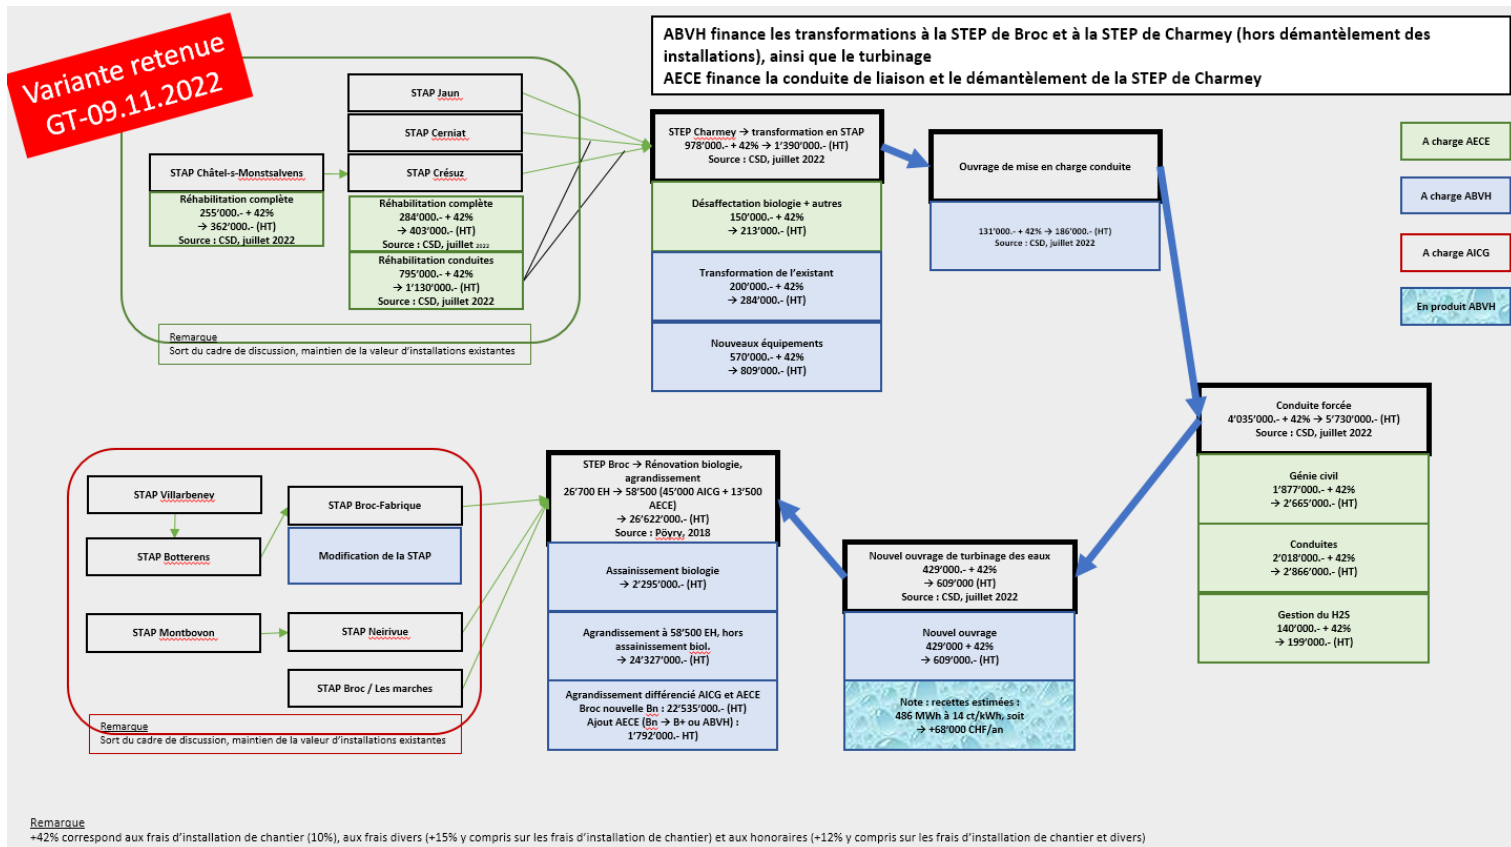 Variante retenue
GT-09.11.2022
ABVH finance les transformations à la STEP de Broc et à la STEP de Charmey (hors démantèlement des
installations), ainsi que le turbinage
AECE finance la conduite de liaison et le démantèlement de la STEP de Charmey
STAP Jaun
STAP Cerniat
STAP Châtel-s-Monstsalvens
STAP Crésuz
Réhabilitation complète
255'000.- + 42%
→ 362'000.- (HT)
Source : CSD, juillet 2022
Réhabilitation complète
284'000.- + 42%
→ 403'000.- (HT)
Source : CSD, juillet 2022
Réhabilitation conduites
795'000.- + 42%
→ 1'130'000.- (HT)
Source : CSD, juillet 2022
Remarque
Sort du cadre de discussion, maintien de la valeur d'installations existantes
STEP Charmey → transformation en STAP
978'000.- + 42% → 1'390'000.- (HT)
Source : CSD, juillet 2022
Désaffectation biologie + autres
150'000.- + 42%
→ 213'000.- (HT)
Transformation de l'existant
200'000.- + 42%
→ 284'000.- (HT)
Nouveaux équipements
570'000.- + 42%
→ 809'000.- (HT)
Ouvrage de mise en charge conduite
131'000.- + 42% → 186'000.- (HT)
Source : CSD, juillet 2022
A charge AECE
A charge ABVH
A charge AICG
En produit ABVH
Conduite forcée
4'035'000.- + 42% → 5'730'000.- (HT)
Source : CSD, juillet 2022
Génie civil
1'877'000.- + 42%
→ 2'665'000.- (HT)
Conduites
2'018'000.- + 42%
→ 2'866'000.- (HT)
Gestion du H2S
140'000.- + 42%
→ 199'000.- (HT)
STAP Villarbeney
STAP Botterens
STAP Broc-Fabrique
Modification de la STAP
STAP Montbovon
STAP Neirivue
STAP Broc / Les marches
Remarque
Sort du cadre de discussion, maintien de la valeur d'installations existantes
STEP Broc → Rénovation biologie,
agrandissement
26'700 EH → 58'500 (45'000 AICG + 13'500
AECE)
→ 26'622'000.- (HT)
Source : Pöyry, 2018
Assainissement biologie
→ 2'295'000.- (HT)
Agrandissement à 58'500 EH, hors
assainissement biol.
→ 24'327'000.- (HT)
Agrandissement différencié AICG et AECE
Broc nouvelle Bn : 22'535'000.- (HT)
Ajout AECE (Bn → B+ ou ABVH) :
1'792'000.- HT)
Nouvel ouvrage de turbinage des eaux
429'000.- + 42%
→ 609'000 (HT)
Source : CSD, juillet 2022
Nouvel ouvrage
429'000 + 42%
→ 609'000.- (HT)
Note : recettes estimées :
486 MWh à 14 ct/kWh, soit
→ +68'000 CHF/an
Remarque
+42% correspond aux frais d'installation de chantier (10%), aux frais divers (+15% y compris sur les frais d'installation de chantier) et aux honoraires (+12% y compris sur les frais d'installation de chantier et divers)